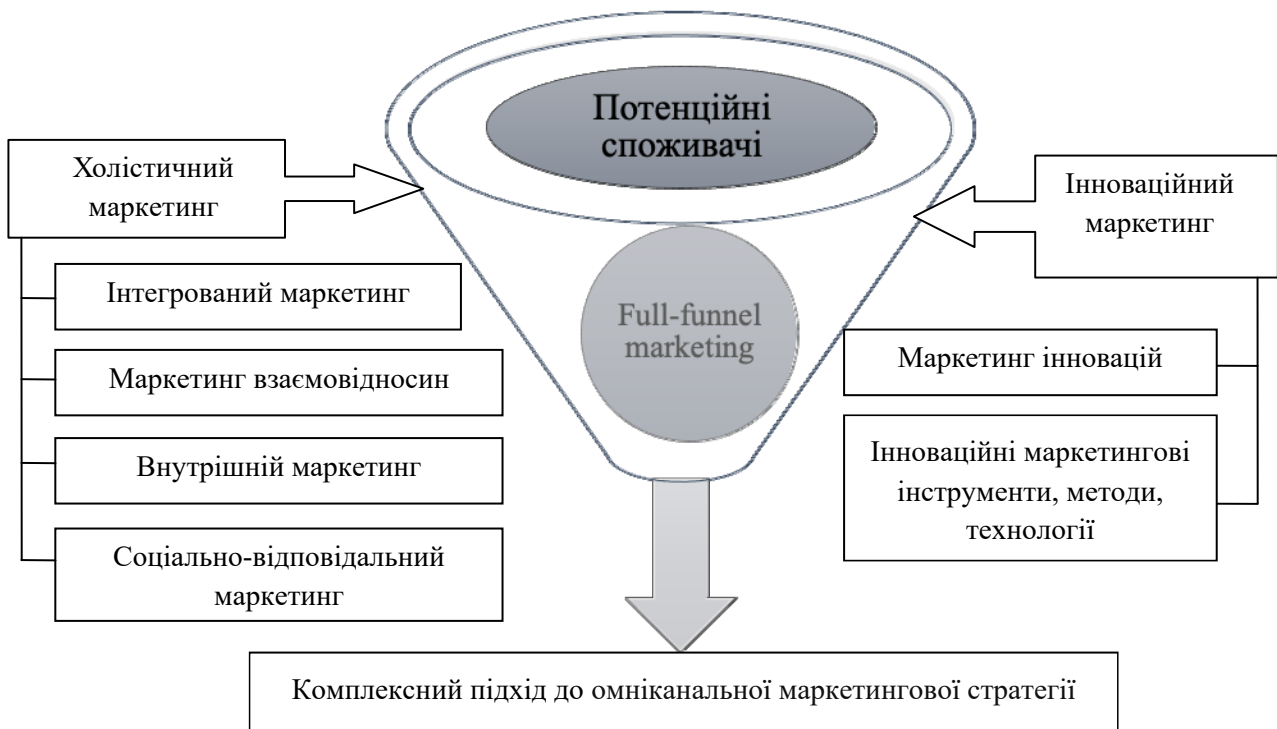 Потенційні
споживачі
Холістичний
маркетинг
Інноваційний
маркетинг
Інтегрований маркетинг
Full-funnel
marketing
Маркетинг інновацій
Маркетинг взаємовідносин
Внутрішній маркетинг
Інноваційні маркетингові
інструменти, методи,
технології
Соціально-відповідальний
маркетинг
Комплексний підхід до омніканальної маркетингової стратегії